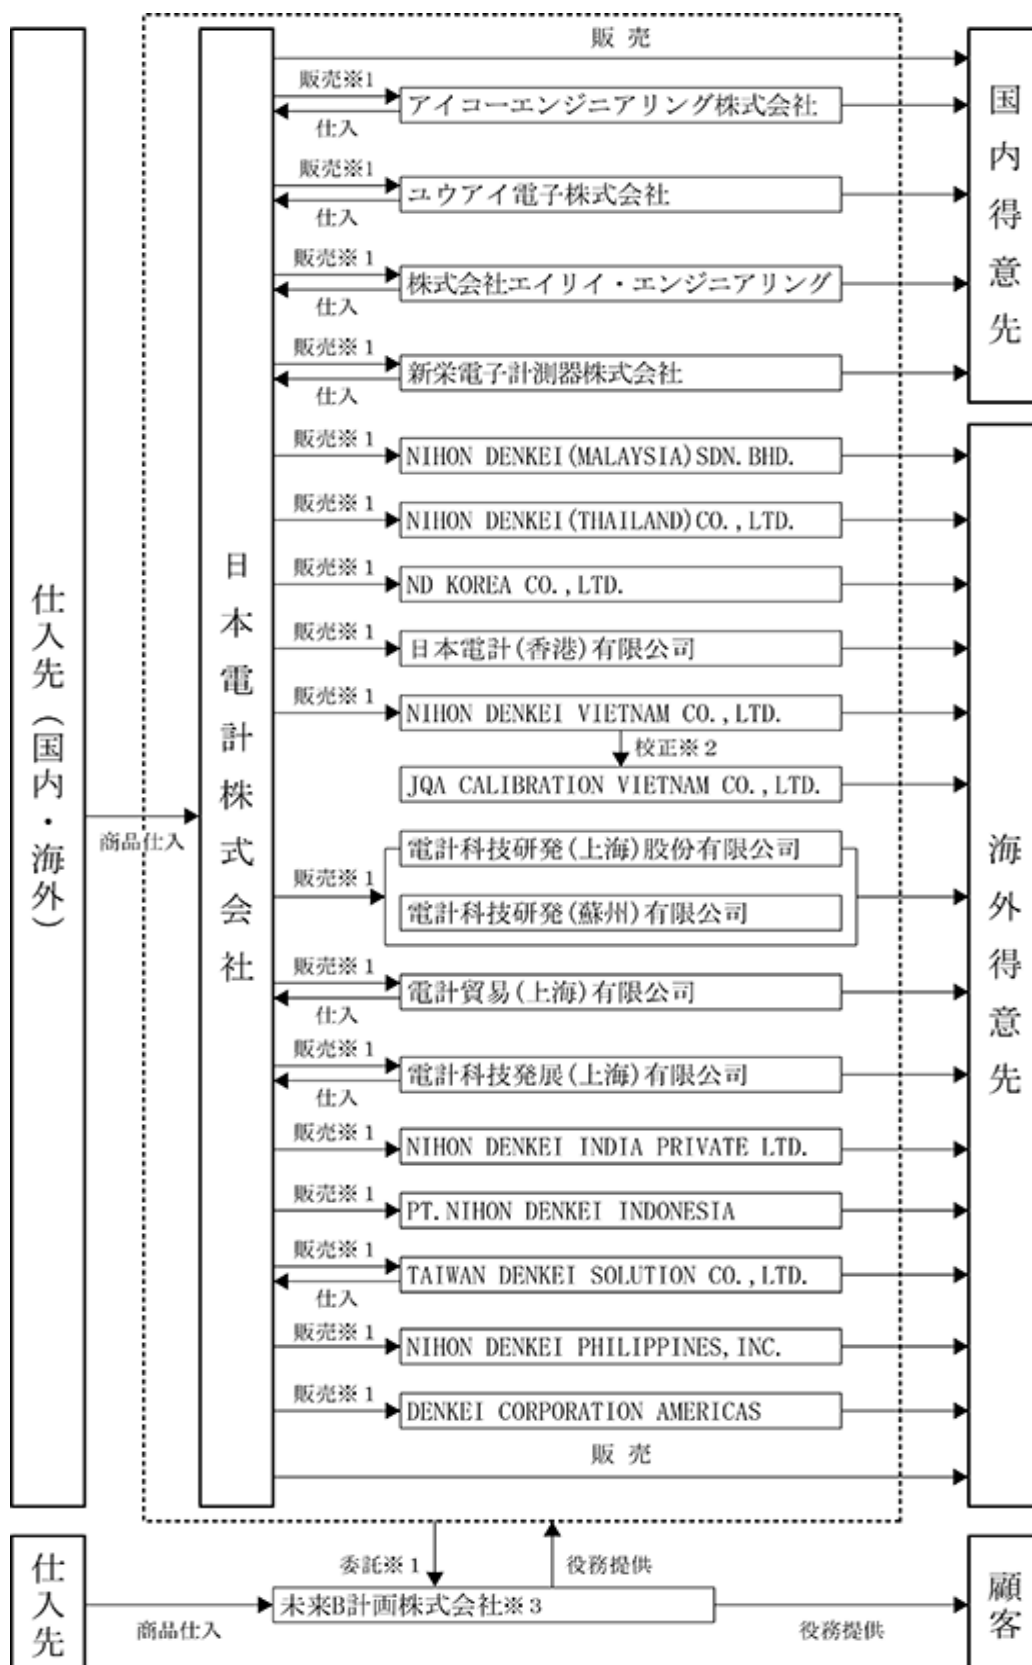 販 売
仕入先（国内・海外）
商品仕入
日本電計株式会社
国内得意先
海外得意先
販売※1
仕入
アイコーエンジニアリング株式会社
販売※1
仕入
ユウアイ電子株式会社
販売※1
仕入
株式会社エイリイ・エンジニアリング
販売※1
仕入
新栄電子計測器株式会社
販売※1
NIHON DENKEI(MALAYSIA)SDN.BHD.
販売※1
NIHON DENKEI(THAILAND)CO.,LTD.
販売※1
ND KOREA CO.,LTD.
販売※1
日本電計(香港)有限公司
販売※1
NIHON DENKEI VIETNAM CO.,LTD.
校正※2
JQA CALIBRATION VIETNAM CO.,LTD.
販売※1
電計科技研発(上海)股份有限公司
電計科技研発(蘇州)有限公司
販売※1
仕入
電計貿易(上海)有限公司
販売※1
仕入
電計科技発展(上海)有限公司
販売※1
NIHON DENKEI INDIA PRIVATE LTD.
販売※1
PT.NIHON DENKEI INDONESIA
販売※1
仕入
TAIWAN DENKEI SOLUTION CO.,LTD.
販売※1
NIHON DENKEI PHILIPPINES,INC.
販売※1
DENKEI CORPORATION AMERICAS
販 売
仕入先
商品仕入
委託※1
役務提供
未来B計画株式会社※3
役務提供
顧客